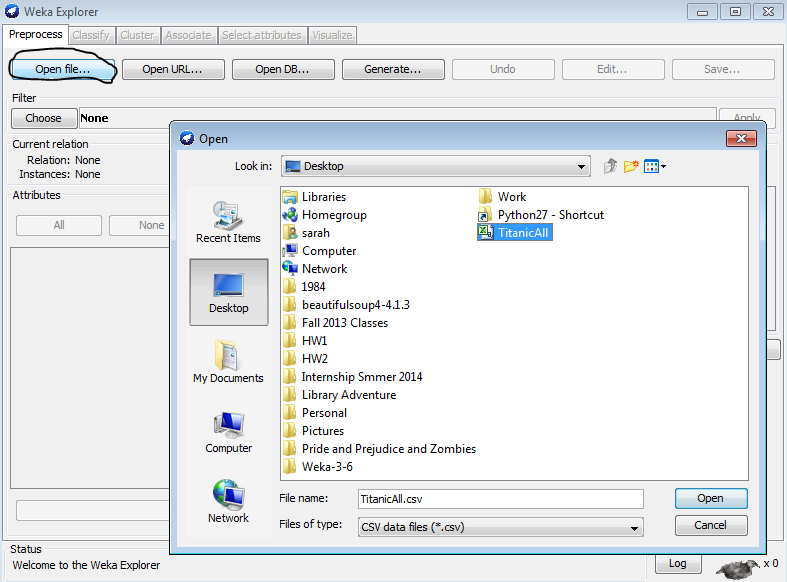 Weka Explorer
Preprocess Classify Cluster Associate Select attributes Visualize
Open file... Open URL... Open DB... Generate... Undo Edit... Save...
Filter
Choose None Apply
Current relation
Relation: None
Instances: None
Attributes
All None
Open
Look in: Desktop
Recent Items
Desktop
My Documents
Computer
Network
Libraries
Homegroup
sarah
Computer
Network
1984
beautifulsoup4-4.1.3
Fall 2013 Classes
HW1
HW2
Internship Smmer 2014
Library Adventure
Personal
Pictures
Pride and Prejudice and Zombies
Weka-3-6
Work
Python27 - Shortcut
TitanicAll
File name: TitanicAll.csv Open
Files of type: CSV data files (*.csv) Cancel
Status
Welcome to the Weka Explorer Log x 0